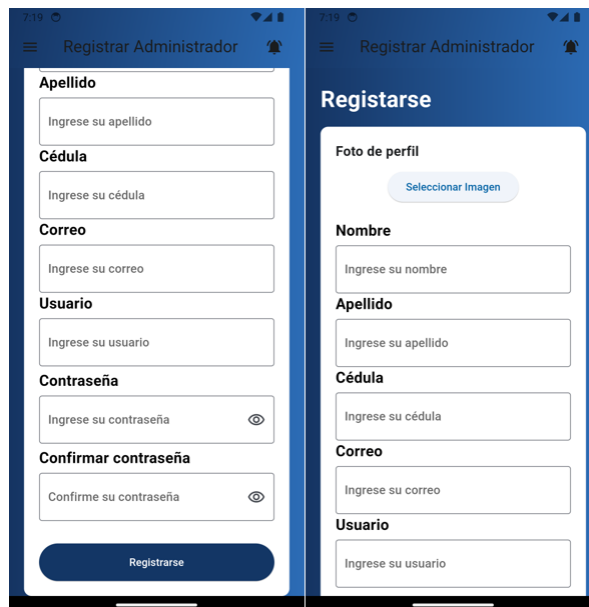 7:19
Registrar Administrador
Apellido
Ingrese su apellido
Cédula
Ingrese su cédula
Correo
Ingrese su correo
Usuario
Ingrese su usuario
Contraseña
Ingrese su contraseña
Confirmar contraseña
Confirme su contraseña
Registrarse
7:19
Registrar Administrador
Registarse
Foto de perfil
Seleccionar Imagen
Nombre
Ingrese su nombre
Apellido
Ingrese su apellido
Cédula
Ingrese su cédula
Correo
Ingrese su correo
Usuario
Ingrese su usuario